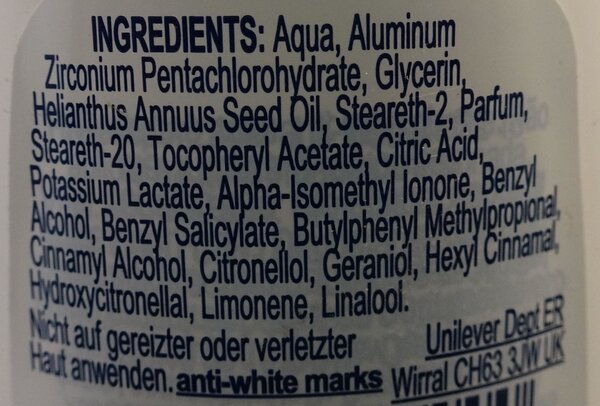 INGREDIENTS: Aqua, Aluminum
Zirconium Pentachlorohydrate, Glycerin,
Helianthus Annuus Seed Oil, Steareth-2, Parfum,
Steareth-20, Tocopheryl Acetate, Citric Acid,
Potassium Lactate, Alpha-Isomethyl Ionone, Benzyl
Alcohol, Benzyl Salicylate, Butylphenyl Methylpropional,
Cinnamyl Alcohol, Citronellol, Geraniol, Hexyl Cinnamal,
Hydroxycitronellal, Limonene, Linalool.
Nicht auf gereizter oder verletzter
Haut anwenden. anti-white marks
Unilever Dept ER
Wirral CH63 3JW UK